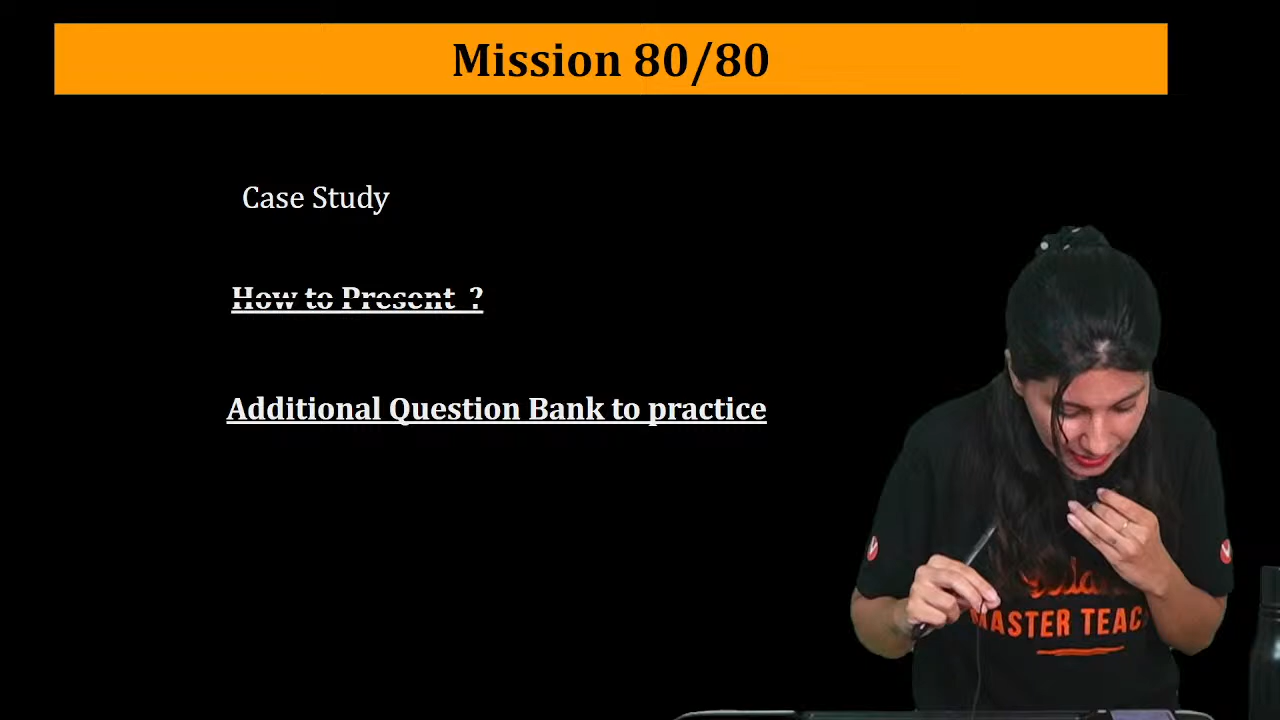 Mission 80/80
Case Study
How to Present ?
Additional Question Bank to practice
MASTER TEAC